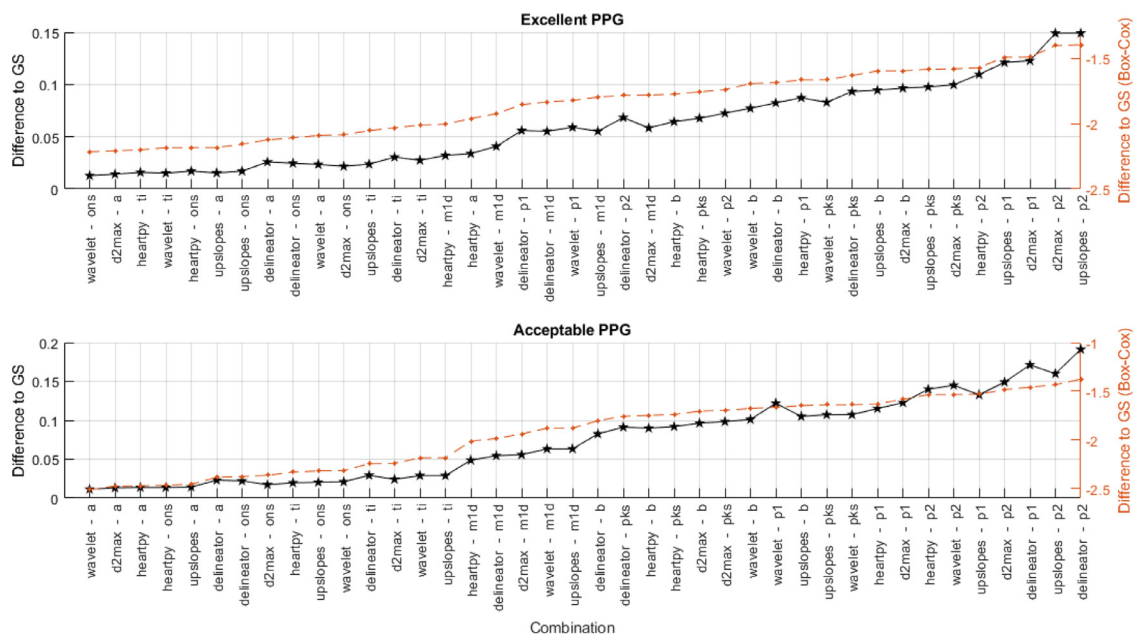 Excellent PPG
0.15
0.1
0.05
0
Difference to GS
-1.5
-2
-2.5
Difference to GS (Box-Cox)
wavelet - ons
d2max - a
heartpy - ti
wavelet - ti
heartpy - ons
upslopes - a
upslopes - ons
delineator - a
delineator - ons
wavelet - a
d2max - ons
upslopes - ti
delineator - ti
d2max - ti
heartpy - m1d
heartpy - a
wavelet - m1d
delineator - p1
delineator - m1d
wavelet - p1
upslopes - m1d
delineator - p2
d2max - m1d
heartpy - b
heartpy - pks
wavelet - p2
wavelet - b
delineator - b
heartpy - p1
wavelet - pks
delineator - pks
upslopes - b
d2max - b
upslopes - pks
d2max - pks
heartpy - p2
upslopes - p1
d2max - p1
d2max - p2
upslopes - p2
Acceptable PPG
0.2
0.15
0.1
0.05
0
Difference to GS
-1
-1.5
-2
-2.5
Difference to GS (Box-Cox)
wavelet - a
d2max - a
heartpy - a
heartpy - ons
upslopes - a
delineator - a
delineator - ons
d2max - ons
heartpy - ti
upslopes - ons
wavelet - ons
delineator - ti
d2max - ti
wavelet - ti
upslopes - ti
heartpy - m1d
delineator - m1d
d2max - m1d
wavelet - m1d
upslopes - m1d
delineator - b
delineator - pks
heartpy - b
heartpy - pks
d2max - b
d2max - pks
wavelet - b
wavelet - p1
upslopes - b
upslopes - pks
wavelet - pks
heartpy - p1
d2max - p1
heartpy - p2
wavelet - p2
upslopes - p1
d2max - p2
delineator - p1
upslopes - p2
delineator - p2
Combination